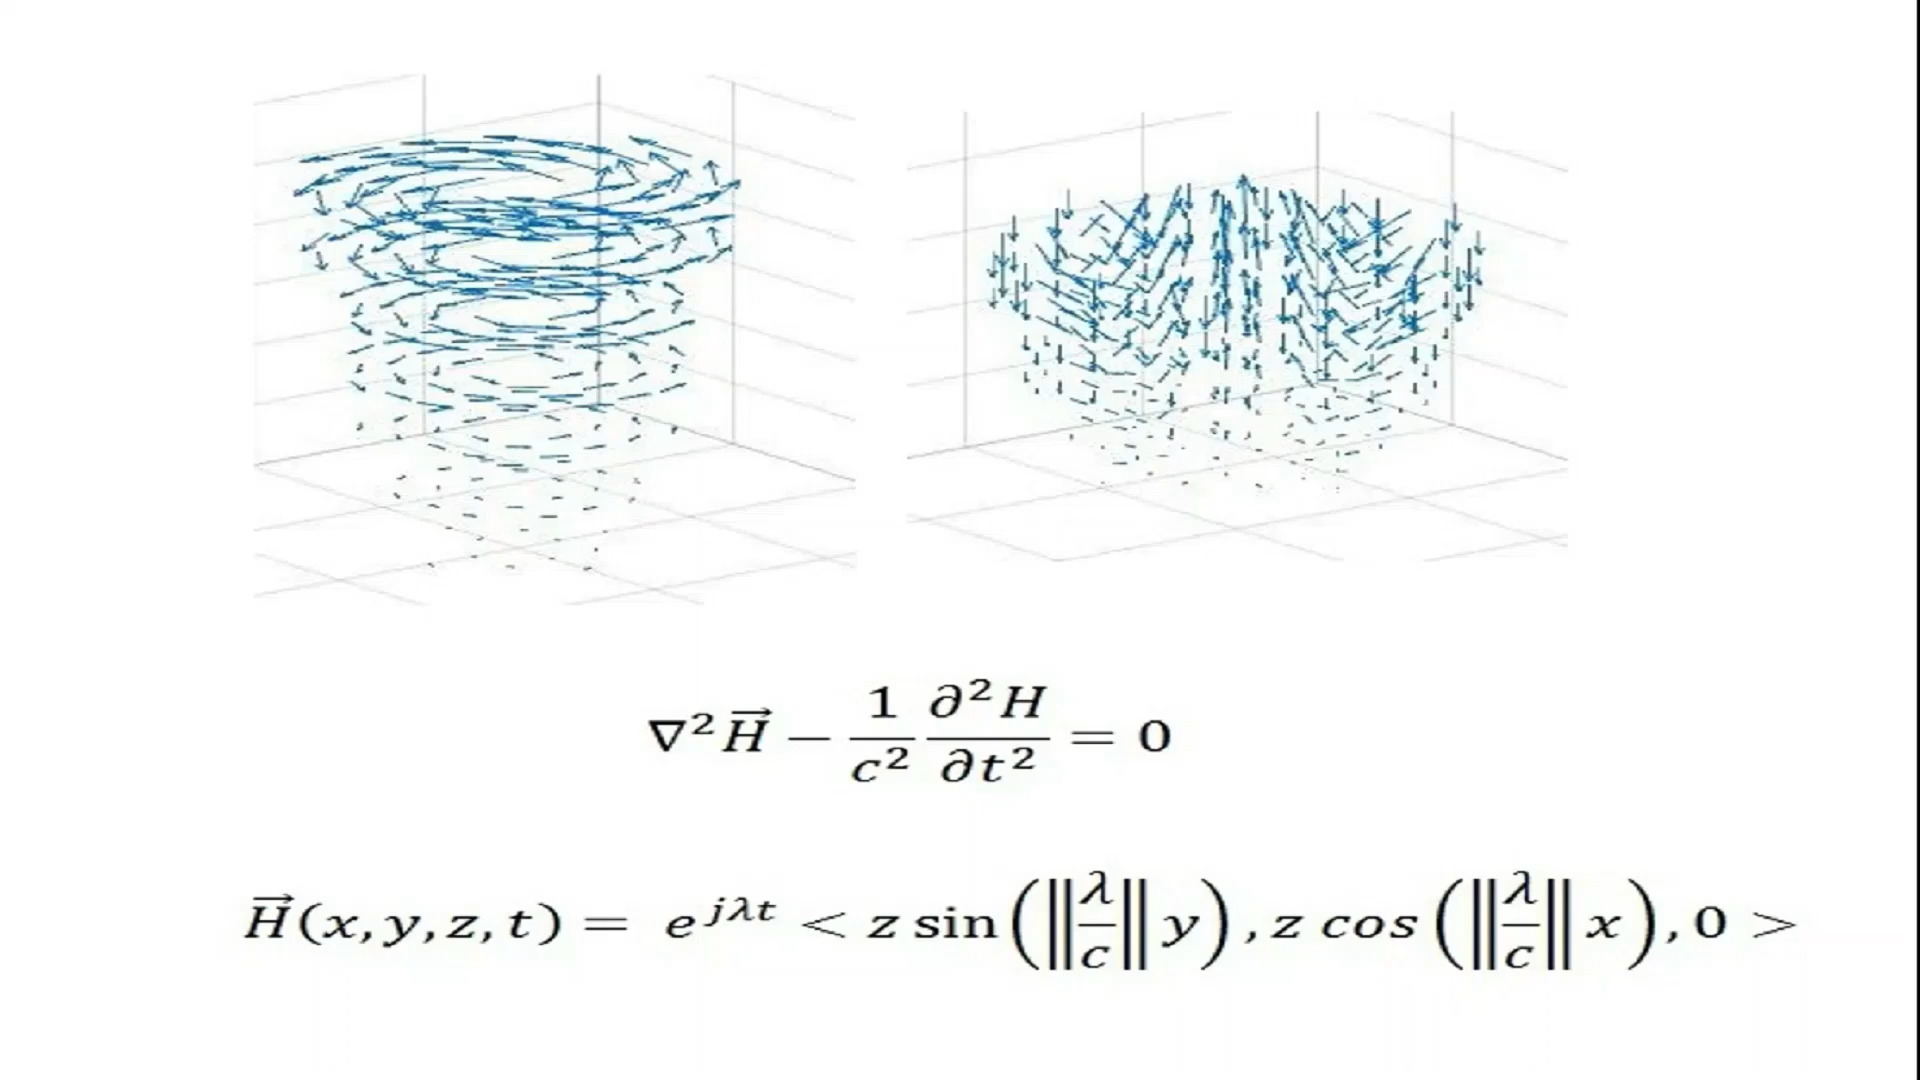 ∇²H⃗ − 1/c² ∂²H/∂t² = 0
H⃗(x, y, z, t) = e^{jλt} < z sin(‖λ/c‖ y), z cos(‖λ/c‖ x), 0 >